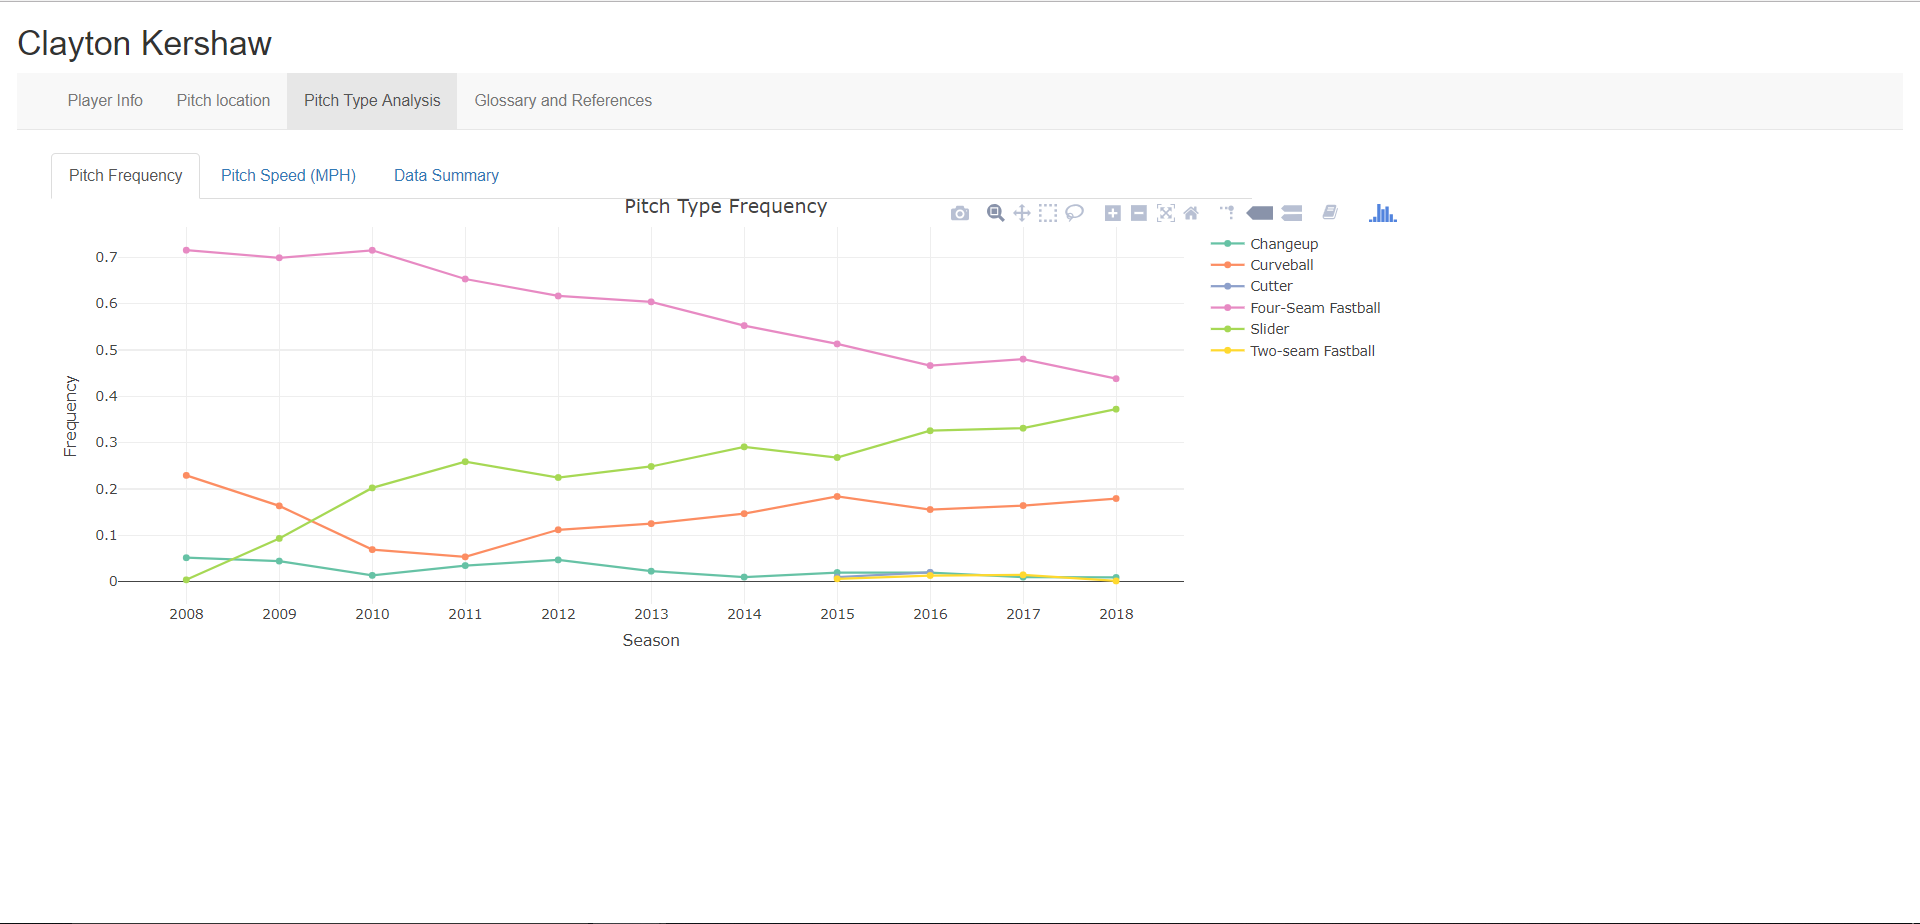 Clayton Kershaw
Player Info Pitch location Pitch Type Analysis Glossary and References
Pitch Frequency Pitch Speed (MPH) Data Summary
Pitch Type Frequency
Changeup
Curveball
Cutter
Four-Seam Fastball
Slider
Two-seam Fastball
Frequency
0.7
0.6
0.5
0.4
0.3
0.2
0.1
0
2008 2009 2010 2011 2012 2013 2014 2015 2016 2017 2018
Season